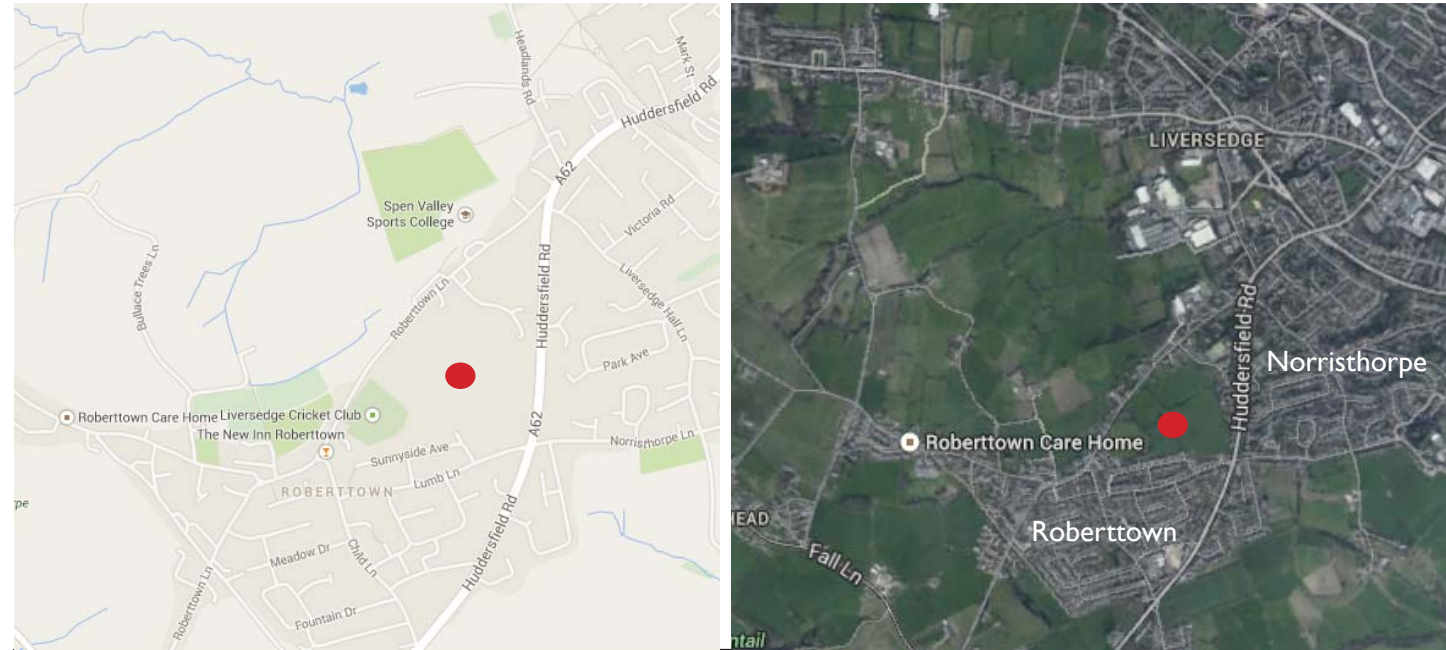 Headlands Rd
Mark St
Huddersfield Rd
A62
Spen Valley
Sports College
Victoria Rd
Bullace Trees Ln
Roberttown Ln
Huddersfield Rd
Liversedge Hall Ln
Park Ave
Roberttown Care Home
Liversedge Cricket Club
The New Inn Roberttown
A62
Norristhorpe Ln
Sunnyside Ave
Lumb Ln
ROBERTTOWN
rpe
Meadow Dr
Child Ln
Huddersfield Rd
Roberttown Ln
Fountain Dr
LIVERSEDGE
Huddersfield Rd
Norristhorpe
Roberttown Care Home
HEAD
Roberttown
Fall Ln
ntail